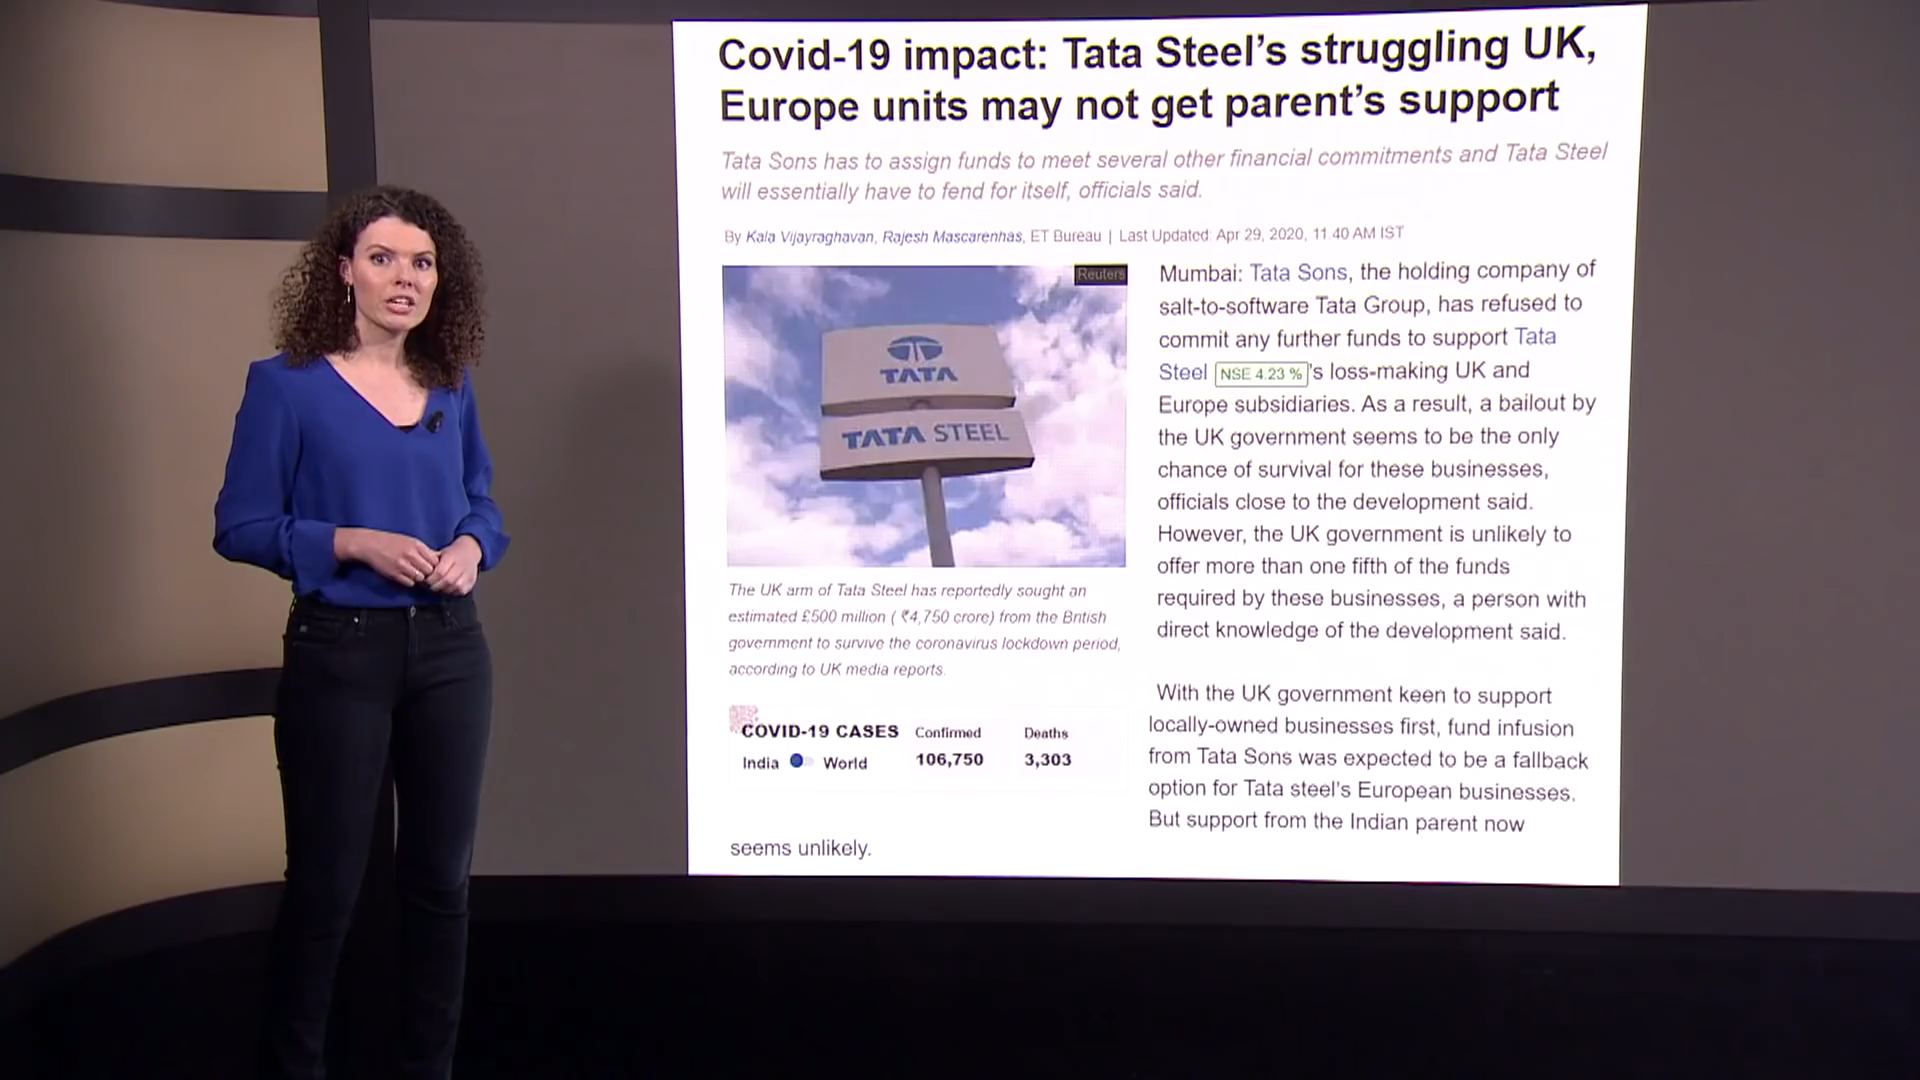 Covid-19 impact: Tata Steel's struggling UK,
Europe units may not get parent's support
Tata Sons has to assign funds to meet several other financial commitments and Tata Steel
will essentially have to fend for itself, officials said.
By Kala Vijayraghavan, Rajesh Mascarenhas, ET Bureau | Last Updated: Apr 29, 2020, 11.40 AM IST
Reuters
TATA
TATA STEEL
The UK arm of Tata Steel has reportedly sought an
estimated £500 million ( ₹4,750 crore) from the British
government to survive the coronavirus lockdown period,
according to UK media reports.
COVID-19 CASES Confirmed Deaths
India World 106,750 3,303
Mumbai: Tata Sons, the holding company of
salt-to-software Tata Group, has refused to
commit any further funds to support Tata
Steel NSE 4.23 % 's loss-making UK and
Europe subsidiaries. As a result, a bailout by
the UK government seems to be the only
chance of survival for these businesses,
officials close to the development said.
However, the UK government is unlikely to
offer more than one fifth of the funds
required by these businesses, a person with
direct knowledge of the development said.
With the UK government keen to support
locally-owned businesses first, fund infusion
from Tata Sons was expected to be a fallback
option for Tata steel's European businesses.
But support from the Indian parent now
seems unlikely.